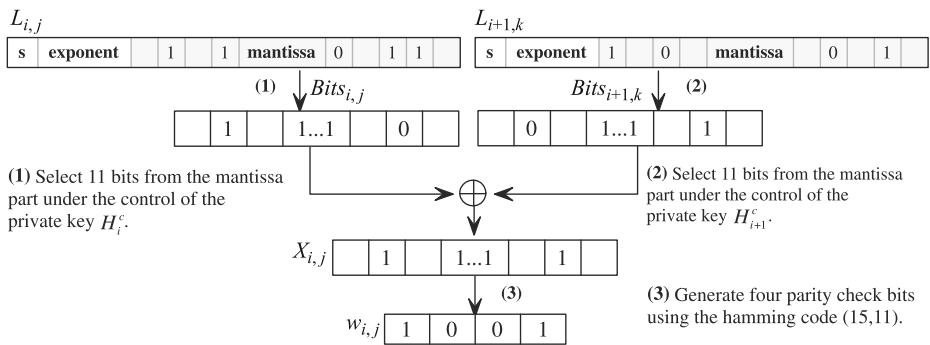 L_{i,j}
L_{i+1,k}
s exponent 1 1 mantissa 0 1 1
s exponent 1 0 mantissa 0 1
(1) Bits_{i,j}
Bits_{i+1,k} (2)
1 1...1 0
0 1...1 1
(1) Select 11 bits from the mantissa
part under the control of the
private key H_i^c.
(2) Select 11 bits from the mantissa
part under the control of the
private key H_{i+1}^c.
⊕
X_{i,j} 1 1...1 1
(3)
(3) Generate four parity check bits
using the hamming code (15,11).
w_{i,j} 1 0 0 1